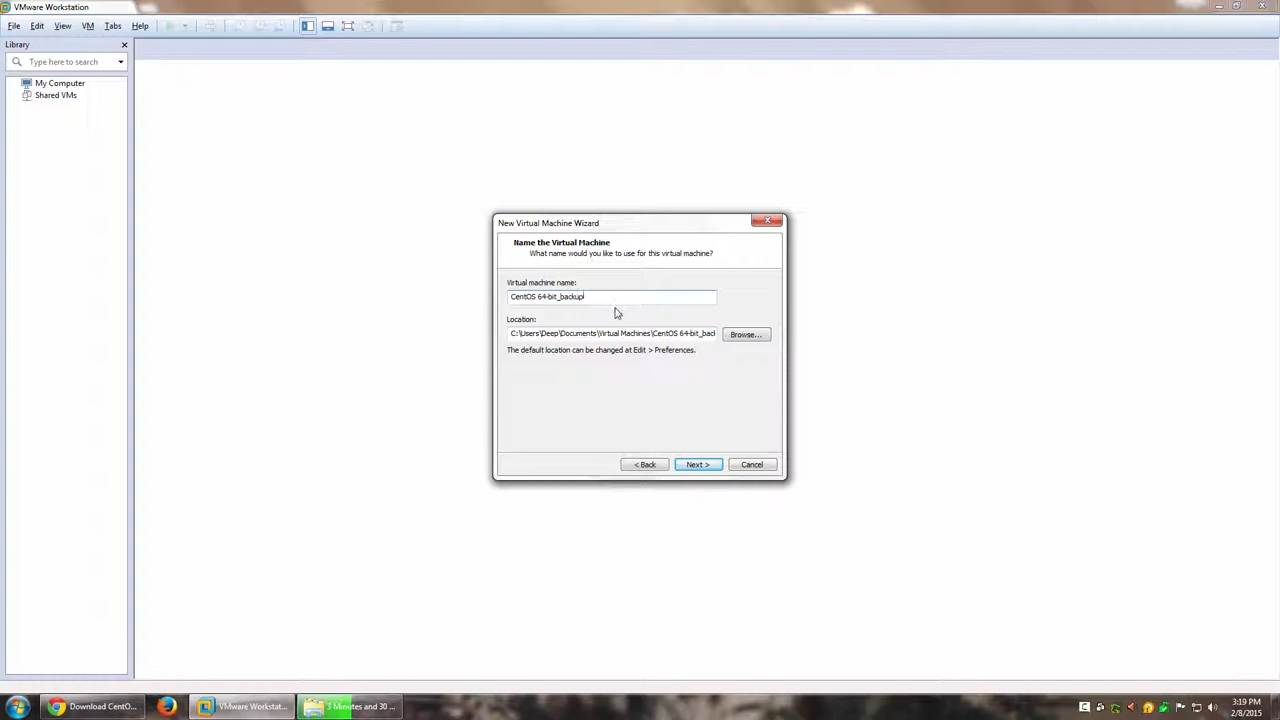 VMware Workstation
File Edit View VM Tabs Help
Library
Type here to search
My Computer
Shared VMs
New Virtual Machine Wizard
Name the Virtual Machine
What name would you like to use for this virtual machine?
Virtual machine name:
CentOS 64-bit_backup
Location:
C:\Users\Deep\Documents\Virtual Machines\CentOS 64-bit_back
Browse...
The default location can be changed at Edit > Preferences.
< Back Next > Cancel
Download CentO... VMware Workstat... 3 Minutes and 30 ...
3:19 PM
2/8/2015